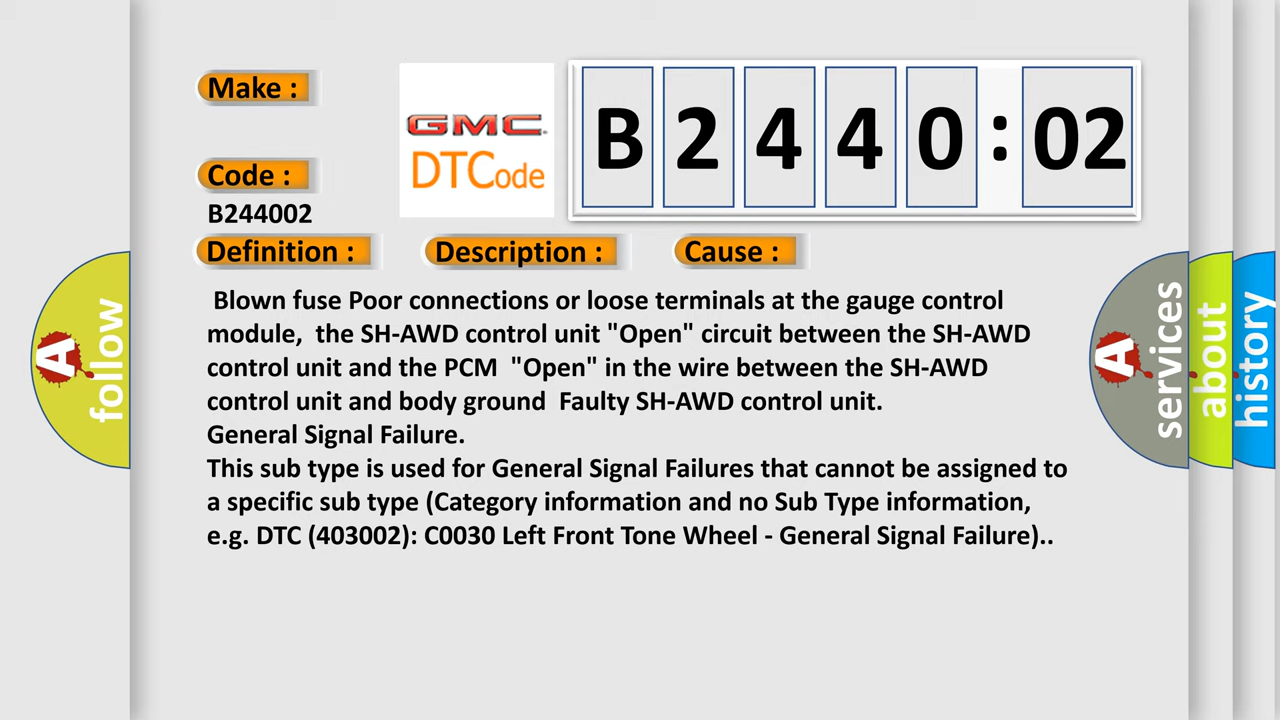 Make :
GMC
DTCode
B2440:02
Code :
B244002
Definition :
Description :
Cause :
Blown fuse Poor connections or loose terminals at the gauge control
module,  the SH-AWD control unit "Open" circuit between the SH-AWD
control unit and the PCM  "Open" in the wire between the SH-AWD
control unit and body ground  Faulty SH-AWD control unit.
General Signal Failure.
This sub type is used for General Signal Failures that cannot be assigned to
a specific sub type (Category information and no Sub Type information,
e.g. DTC (403002): C0030 Left Front Tone Wheel - General Signal Failure)..
A
follow
A
services
about
history